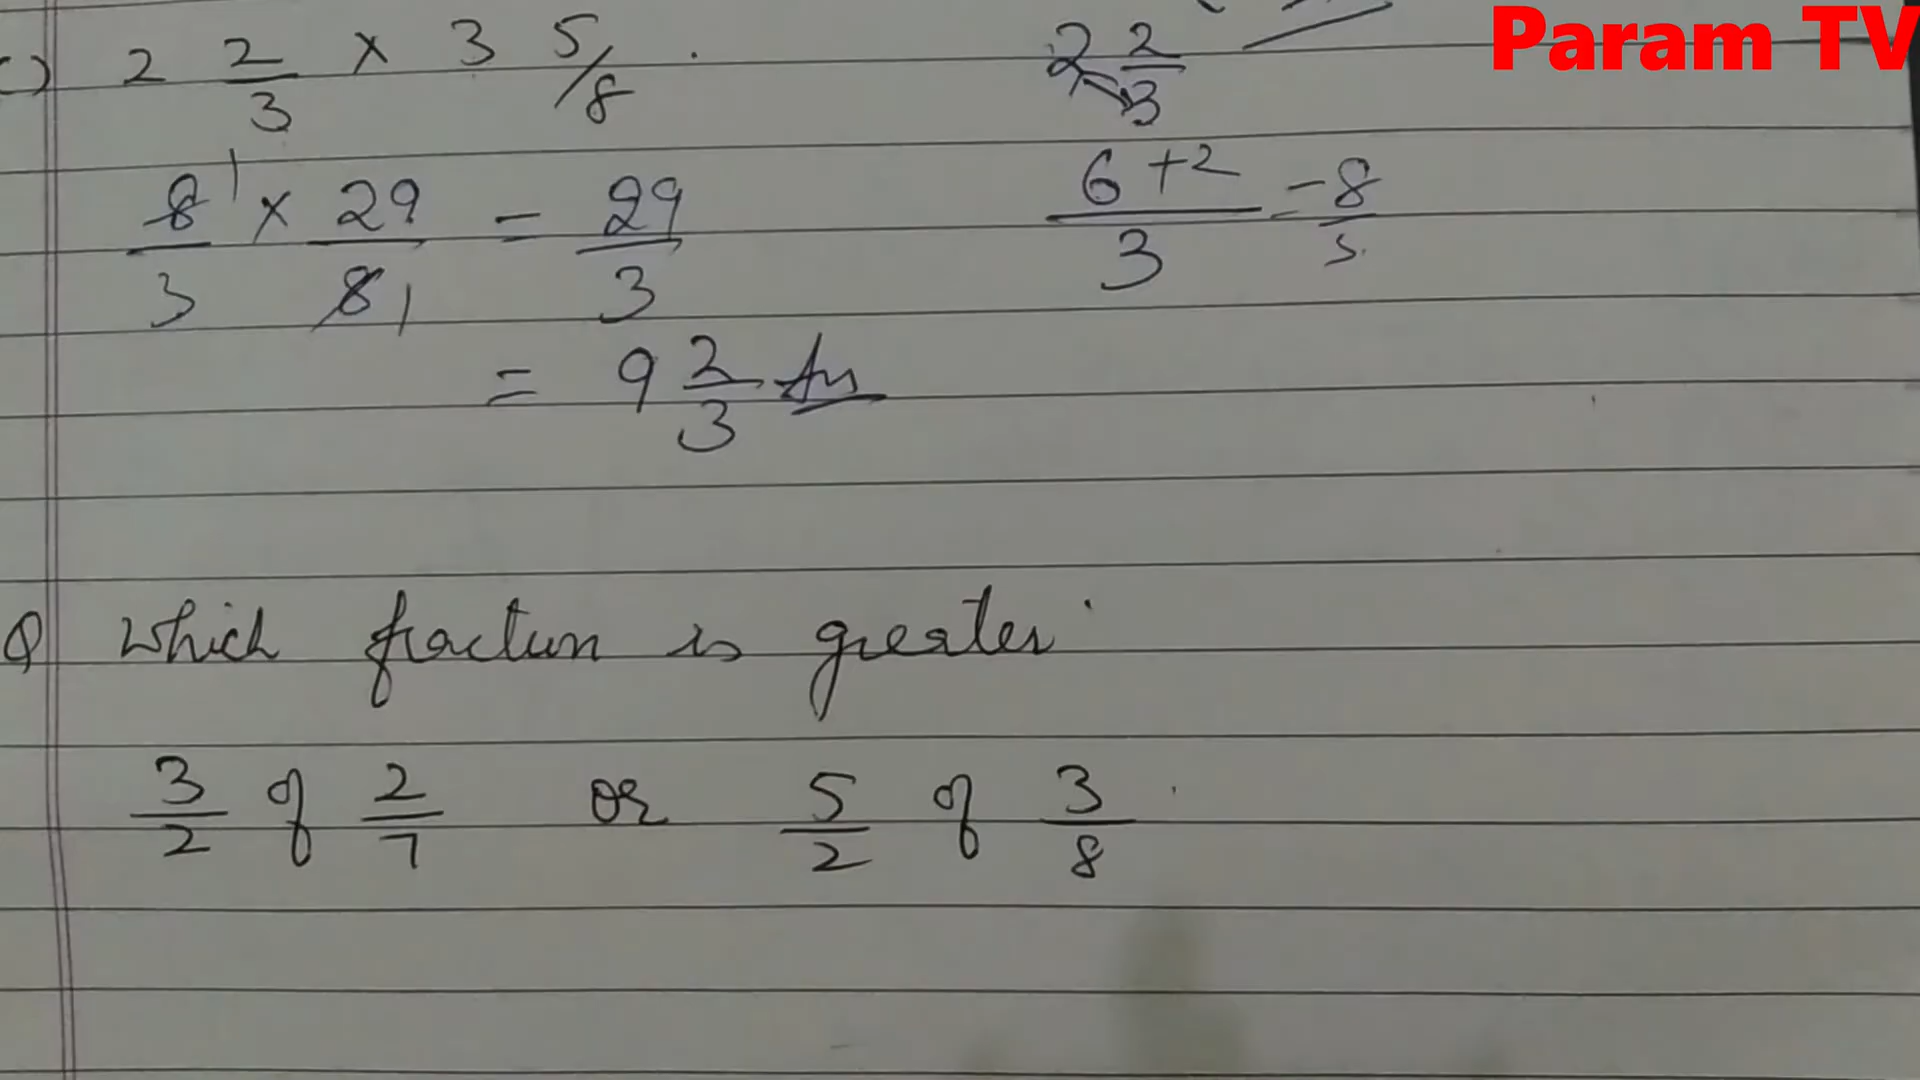 Param TV
c) 2 2/3 × 3 5/8 .
2 2/3
8/3 1 × 29/8 1 = 29/3
6+2/3 = 8/3
= 9 2/3 Ans
Q Which fraction is greater
3/2 of 2/7 or 5/2 of 3/8